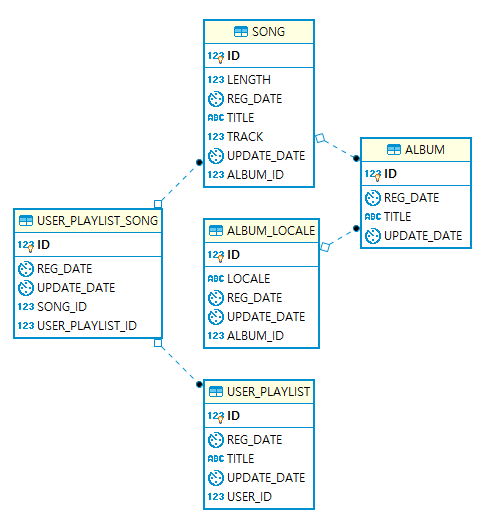 SONG
123 ID
123 LENGTH
REG_DATE
ABC TITLE
123 TRACK
UPDATE_DATE
123 ALBUM_ID
ALBUM
123 ID
REG_DATE
ABC TITLE
UPDATE_DATE
USER_PLAYLIST_SONG
123 ID
REG_DATE
UPDATE_DATE
123 SONG_ID
123 USER_PLAYLIST_ID
ALBUM_LOCALE
123 ID
ABC LOCALE
REG_DATE
UPDATE_DATE
123 ALBUM_ID
USER_PLAYLIST
123 ID
REG_DATE
ABC TITLE
UPDATE_DATE
123 USER_ID